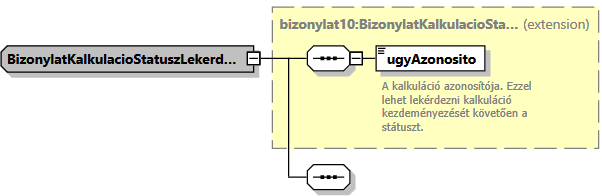 bizonylat10:BizonylatKalkulacioSta... (extension)
BizonylatKalkulacioStatuszLekerd...
ugyAzonosito
A kalkuláció azonosítója. Ezzel
lehet lekérdezni kalkuláció
kezdeményezését követően a
státuszt.